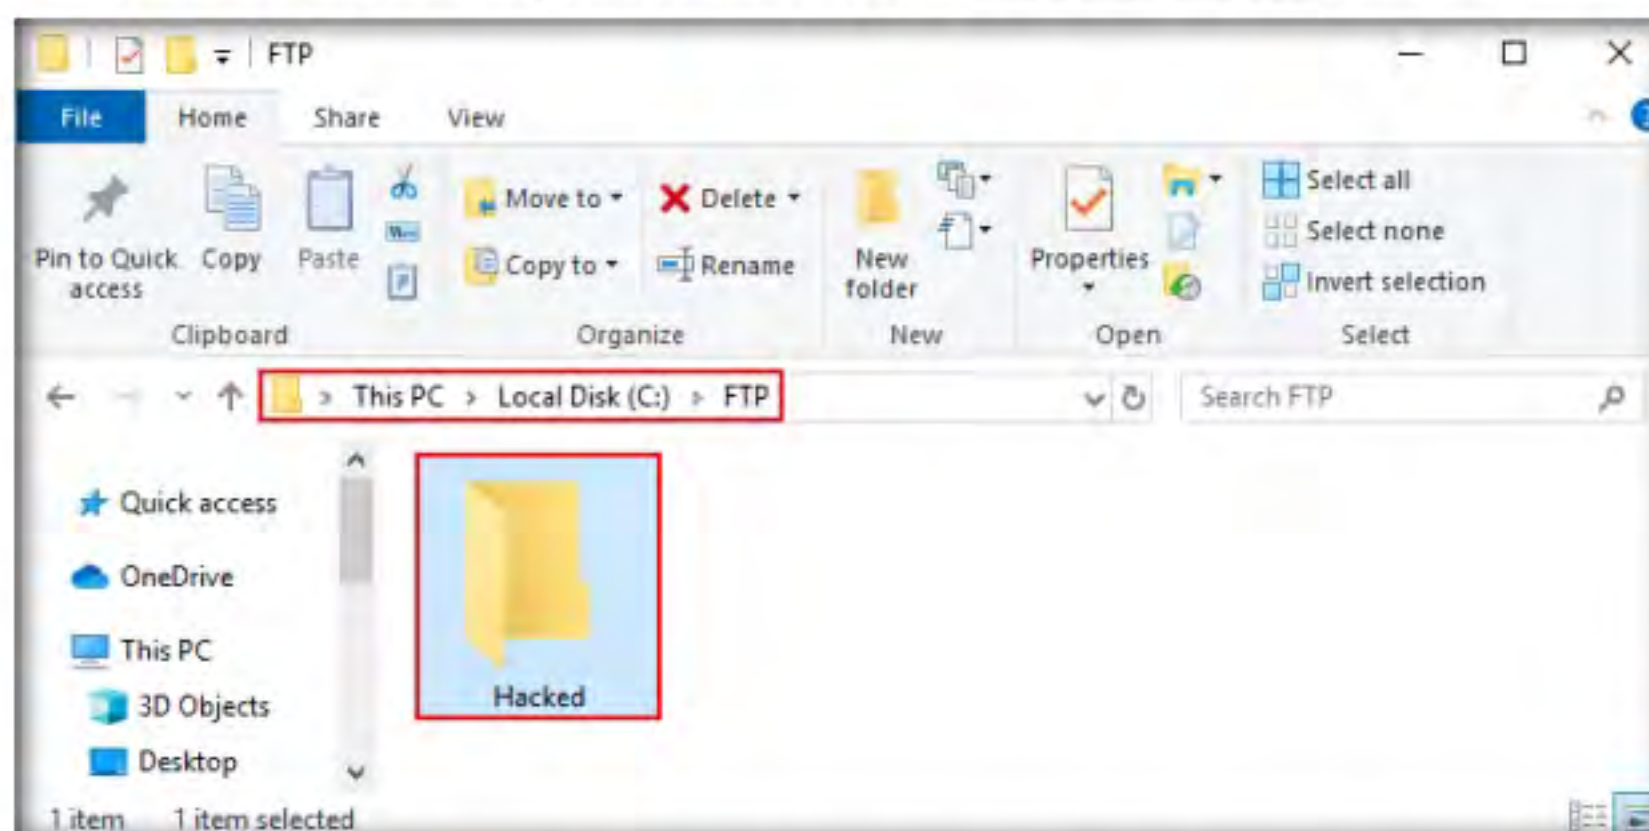 FTP
File Home Share View
Pin to Quick access Copy Paste
Move to Copy to
Delete Rename
New folder
Properties
Select all
Select none
Invert selection
Clipboard Organize New Open Select
This PC > Local Disk (C:) > FTP
Search FTP
Quick access
OneDrive
This PC
3D Objects
Desktop
Hacked
1 item 1 item selected